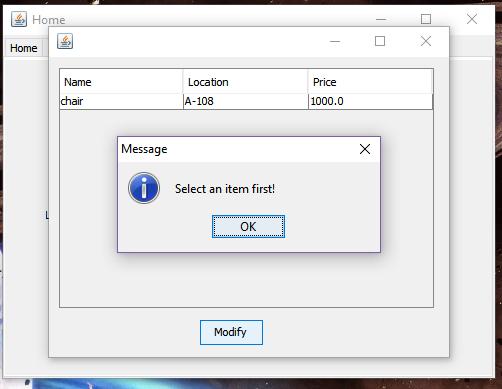 Home
Home
Name Location Price
chair A-108 1000.0
Message
Select an item first!
OK
L
Modify